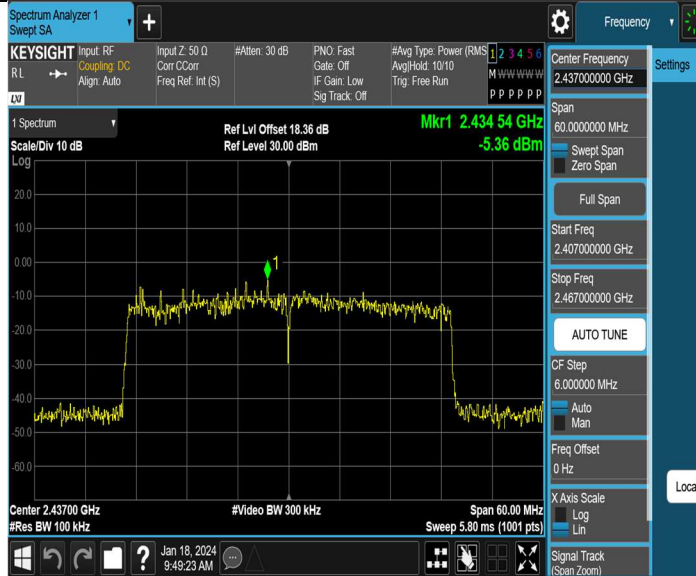 Spectrum Analyzer 1
Swept SA
+
Frequency
KEYSIGHT
RL
LXI
Input: RF
Coupling: DC
Align: Auto
Input Z: 50 Ω
Corr CCorr
Freq Ref: Int (S)
#Atten: 30 dB
PNO: Fast
Gate: Off
IF Gain: Low
Sig Track: Off
#Avg Type: Power (RMS
Avg|Hold: 10/10
Trig: Free Run
1 2 3 4 5 6
M W W W W W
P P P P P P
1 Spectrum
Scale/Div 10 dB
Log
Ref Lvl Offset 18.36 dB
Ref Level 30.00 dBm
Mkr1 2.434 54 GHz
-5.36 dBm
20.0
10.0
0.00
-10.0
-20.0
-30.0
-40.0
-50.0
-60.0
1
Center 2.43700 GHz
#Res BW 100 kHz
#Video BW 300 kHz
Span 60.00 MHz
Sweep 5.80 ms (1001 pts)
?
Jan 18, 2024
9:49:23 AM
Center Frequency
2.437000000 GHz
Span
60.0000000 MHz
Swept Span
Zero Span
Full Span
Start Freq
2.407000000 GHz
Stop Freq
2.467000000 GHz
AUTO TUNE
CF Step
6.000000 MHz
Auto
Man
Freq Offset
0 Hz
X Axis Scale
Log
Lin
Signal Track
(Span Zoom)
Settings
Loca